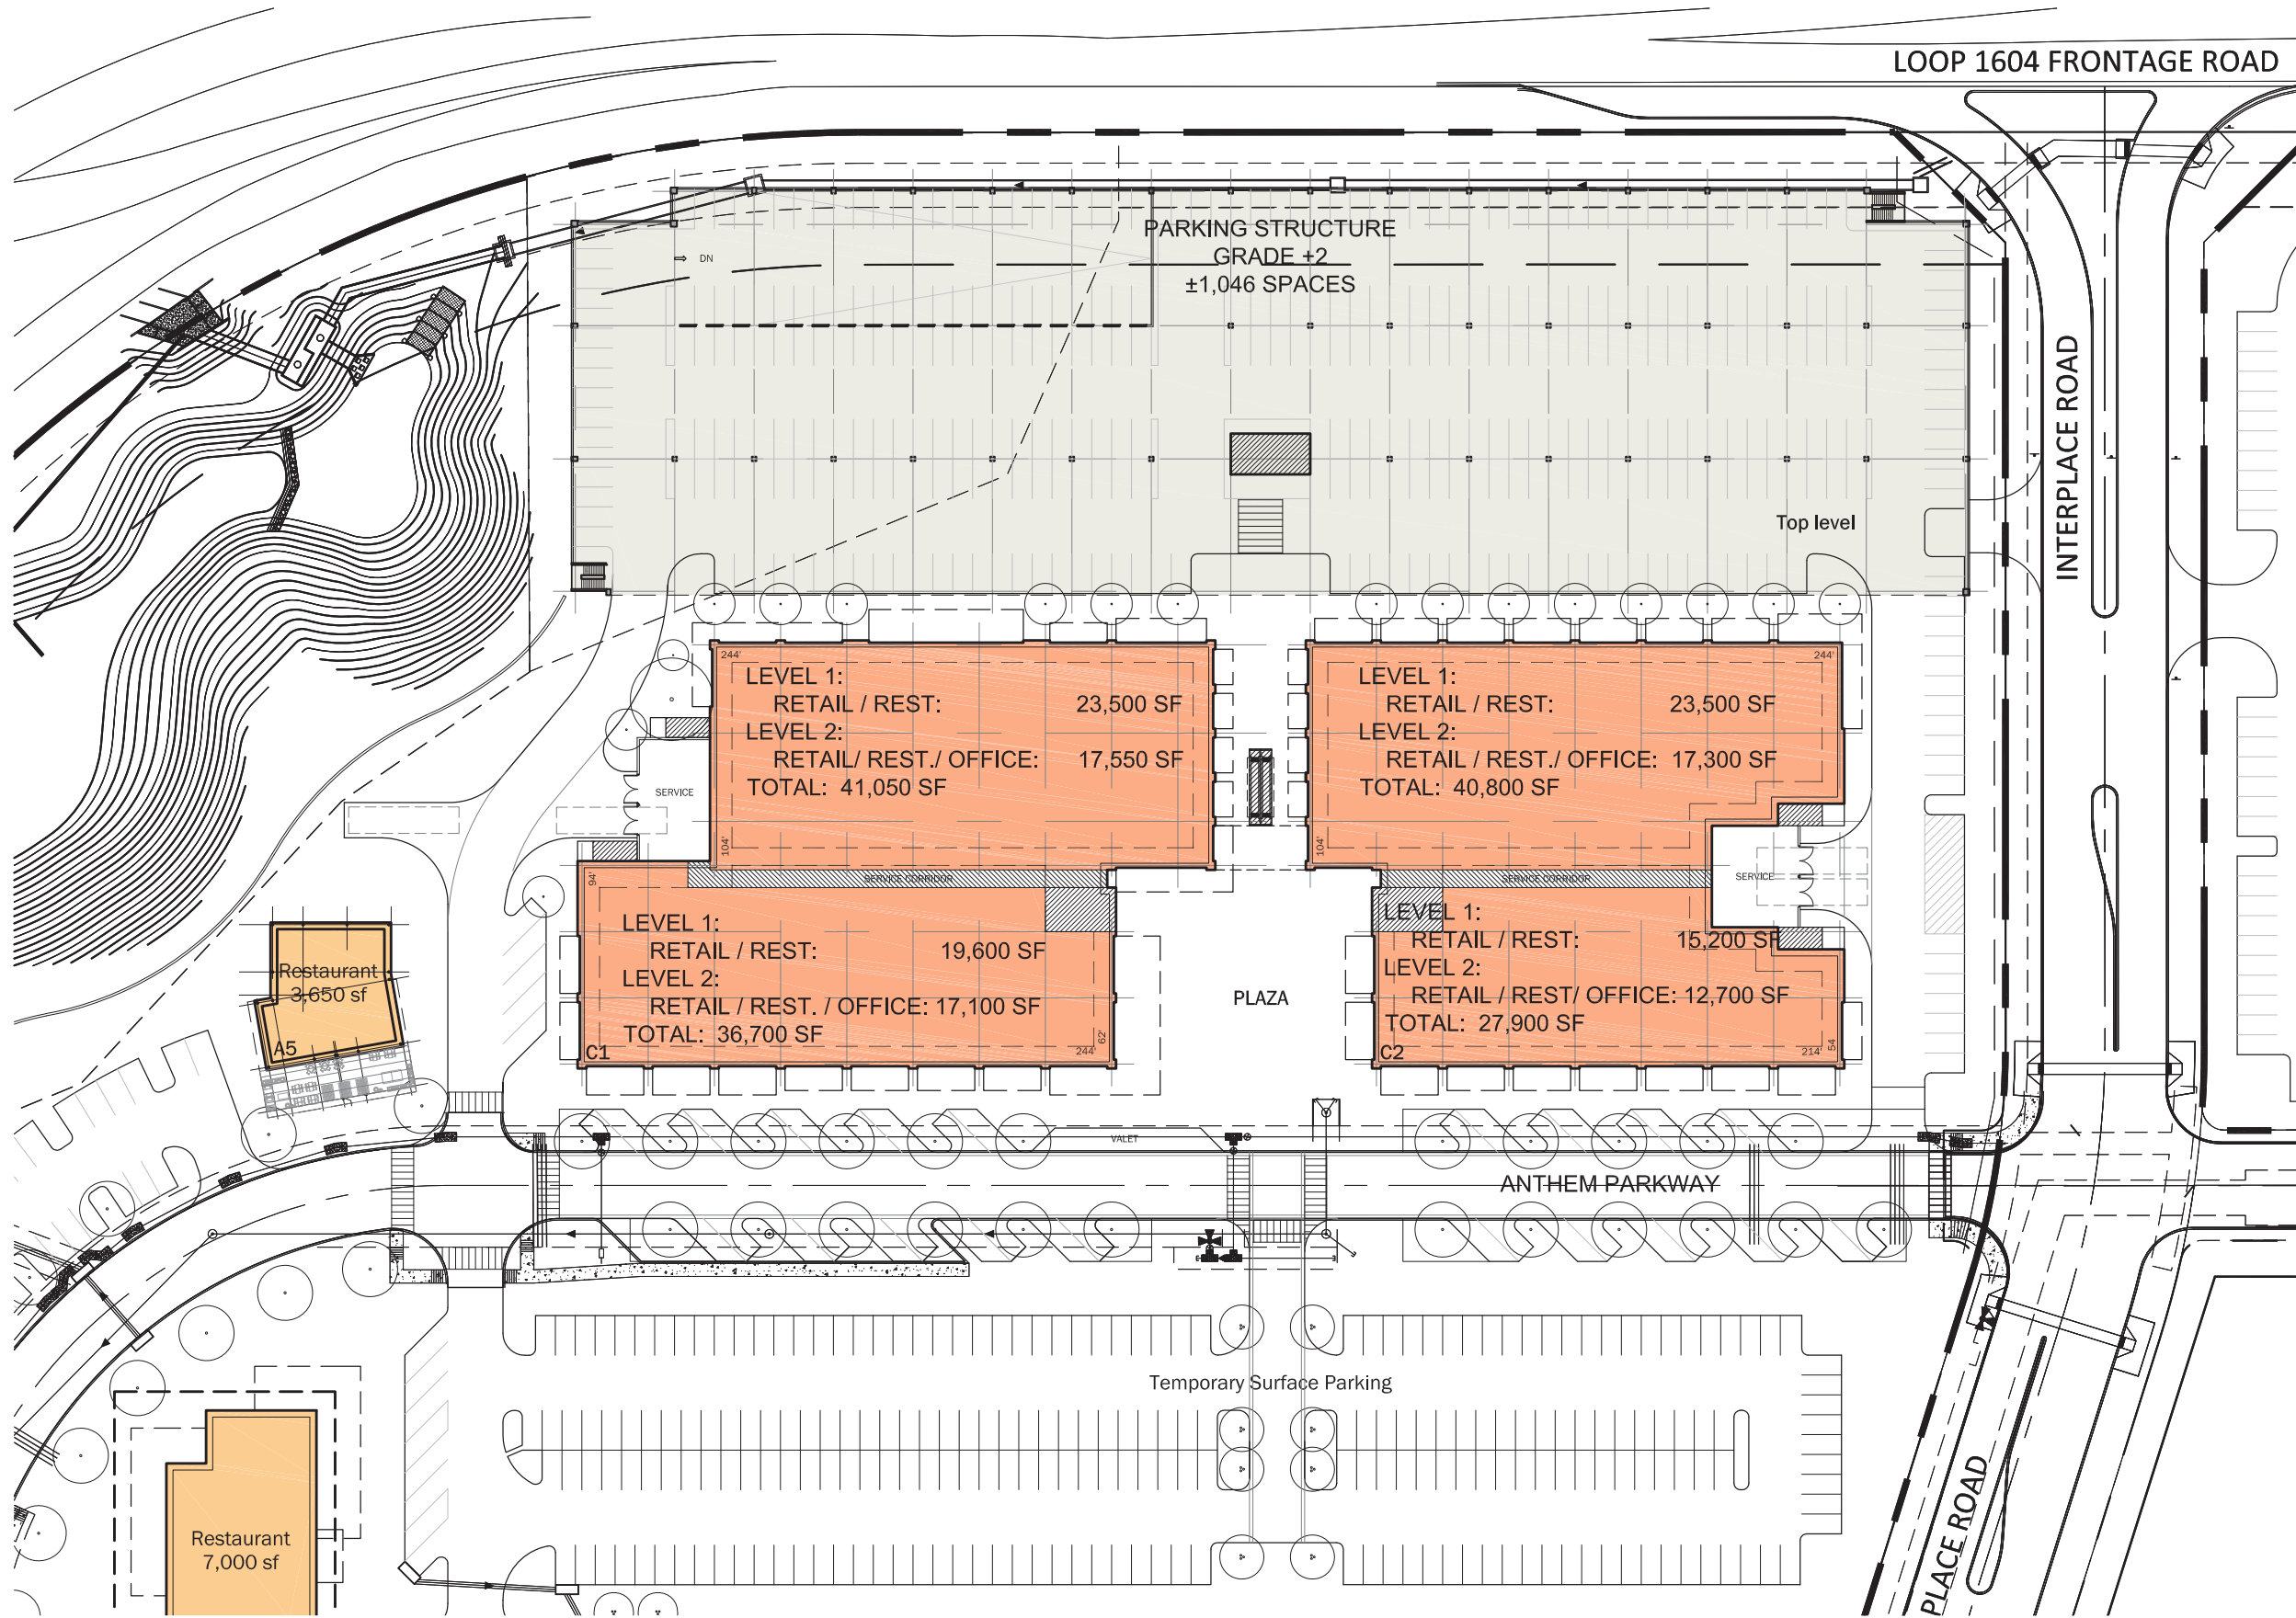 LOOP 1604 FRONTAGE ROAD
PARKING STRUCTURE
GRADE +2
±1,046 SPACES
DN
INTERPLACE ROAD
Top level
244'
LEVEL 1:
RETAIL / REST: 23,500 SF
LEVEL 2:
RETAIL/ REST./ OFFICE: 17,550 SF
TOTAL: 41,050 SF
104'
SERVICE
244'
LEVEL 1:
RETAIL / REST: 23,500 SF
LEVEL 2:
RETAIL / REST./ OFFICE: 17,300 SF
TOTAL: 40,800 SF
104'
SERVICE
SERVICE CORRIDOR
SERVICE CORRIDOR
94'
LEVEL 1:
RETAIL / REST: 19,600 SF
LEVEL 2:
RETAIL / REST. / OFFICE: 17,100 SF
TOTAL: 36,700 SF
C1
244'
62'
PLAZA
LEVEL 1:
RETAIL / REST: 15,200 SF
LEVEL 2:
RETAIL / REST/ OFFICE: 12,700 SF
TOTAL: 27,900 SF
C2
214'
54
Restaurant
3,650 sf
A5
VALET
ANTHEM PARKWAY
Temporary Surface Parking
Restaurant
7,000 sf
PLACE ROAD